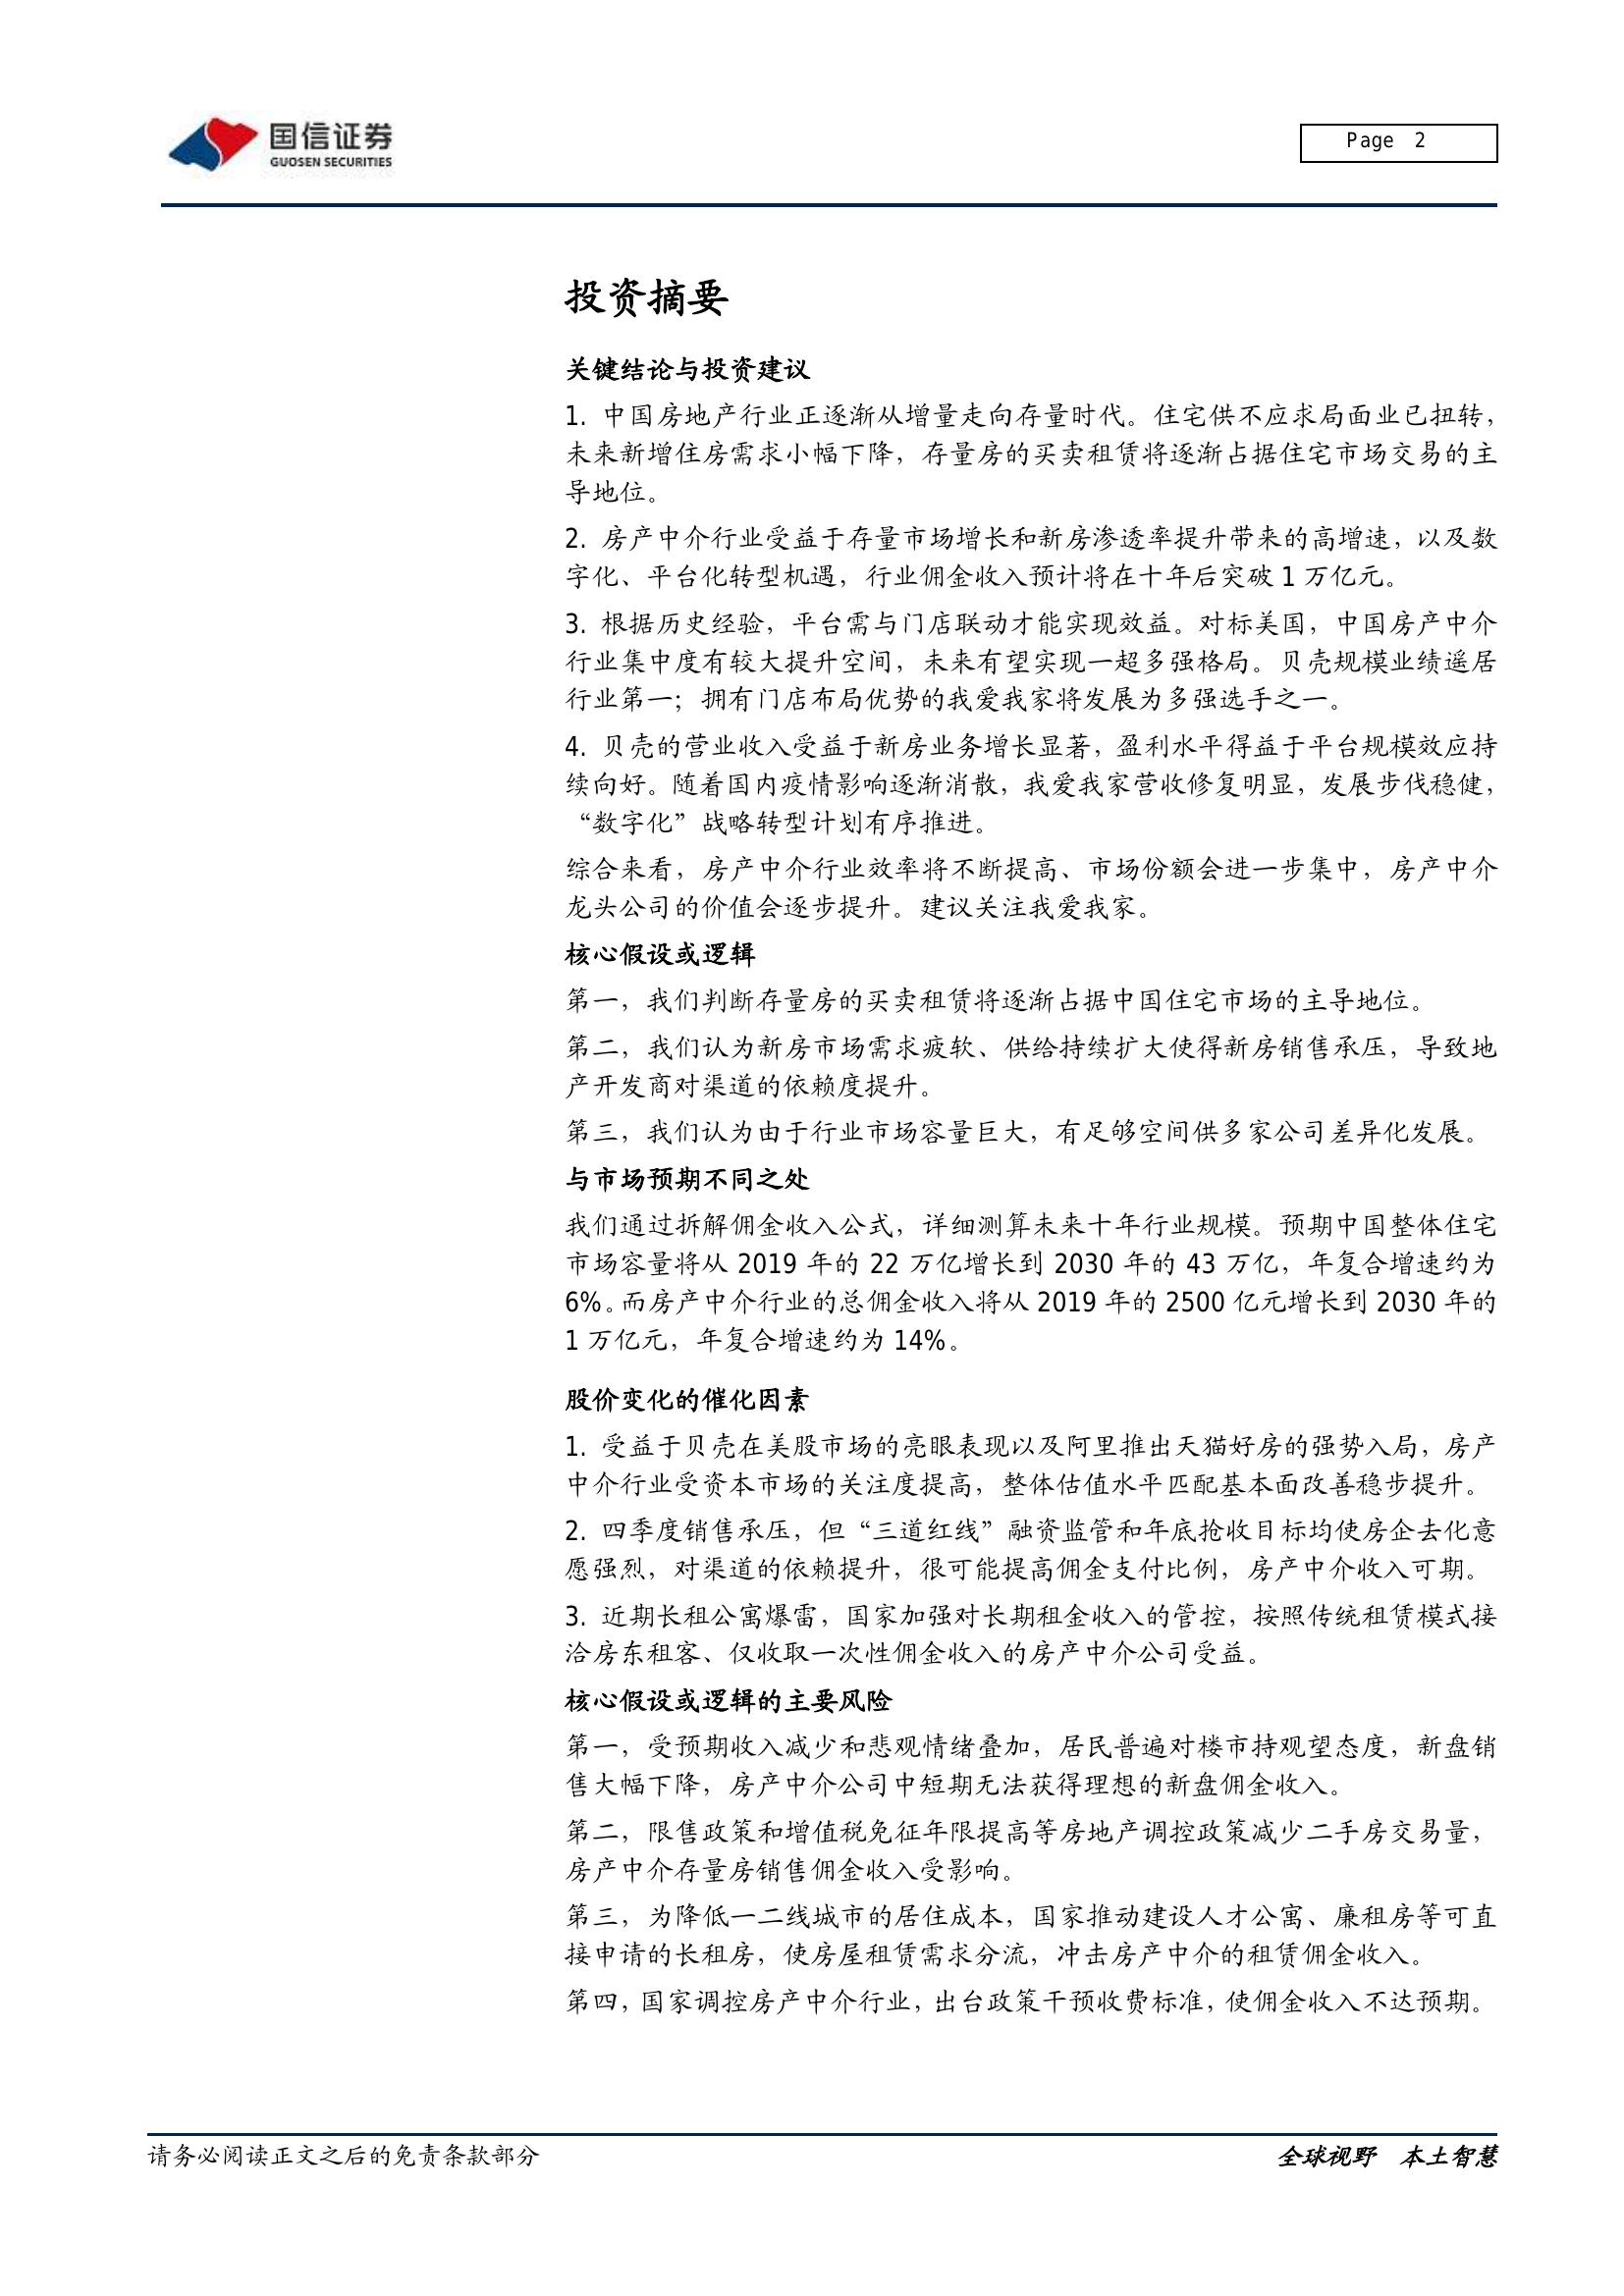 国信证券
GUOSEN SECURITIES
Page 2
投资摘要
关键结论与投资建议
1. 中国房地产行业正逐渐从增量走向存量时代。住宅供不应求局面业已扭转，
未来新增住房需求小幅下降，存量房的买卖租赁将逐渐占据住宅市场交易的主
导地位。
2. 房产中介行业受益于存量市场增长和新房渗透率提升带来的高增速，以及数
字化、平台化转型机遇，行业佣金收入预计将在十年后突破 1 万亿元。
3. 根据历史经验，平台需与门店联动才能实现效益。对标美国，中国房产中介
行业集中度有较大提升空间，未来有望实现一超多强格局。贝壳规模业绩遥居
行业第一；拥有门店布局优势的我爱我家将发展为多强选手之一。
4. 贝壳的营业收入受益于新房业务增长显著，盈利水平得益于平台规模效应持
续向好。随着国内疫情影响逐渐消散，我爱我家营收修复明显，发展步伐稳健，
“数字化”战略转型计划有序推进。
综合来看，房产中介行业效率将不断提高、市场份额会进一步集中，房产中介
龙头公司的价值会逐步提升。建议关注我爱我家。
核心假设或逻辑
第一，我们判断存量房的买卖租赁将逐渐占据中国住宅市场的主导地位。
第二，我们认为新房市场需求疲软、供给持续扩大使得新房销售承压，导致地
产开发商对渠道的依赖度提升。
第三，我们认为由于行业市场容量巨大，有足够空间供多家公司差异化发展。
与市场预期不同之处
我们通过拆解佣金收入公式，详细测算未来十年行业规模。预期中国整体住宅
市场容量将从 2019 年的 22 万亿增长到 2030 年的 43 万亿，年复合增速约为
6%。而房产中介行业的总佣金收入将从 2019 年的 2500 亿元增长到 2030 年的
1 万亿元，年复合增速约为 14%。
股价变化的催化因素
1. 受益于贝壳在美股市场的亮眼表现以及阿里推出天猫好房的强势入局，房产
中介行业受资本市场的关注度提高，整体估值水平匹配基本面改善稳步提升。
2. 四季度销售承压，但“三道红线”融资监管和年底抢收目标均使房企去化意
愿强烈，对渠道的依赖提升，很可能提高佣金支付比例，房产中介收入可期。
3. 近期长租公寓爆雷，国家加强对长期租金收入的管控，按照传统租赁模式接
洽房东租客、仅收取一次性佣金收入的房产中介公司受益。
核心假设或逻辑的主要风险
第一，受预期收入减少和悲观情绪叠加，居民普遍对楼市持观望态度，新盘销
售大幅下降，房产中介公司中短期无法获得理想的新盘佣金收入。
第二，限售政策和增值税免征年限提高等房地产调控政策减少二手房交易量，
房产中介存量房销售佣金收入受影响。
第三，为降低一二线城市的居住成本，国家推动建设人才公寓、廉租房等可直
接申请的长租房，使房屋租赁需求分流，冲击房产中介的租赁佣金收入。
第四，国家调控房产中介行业，出台政策干预收费标准，使佣金收入不达预期。
请务必阅读正文之后的免责条款部分
全球视野 本土智慧